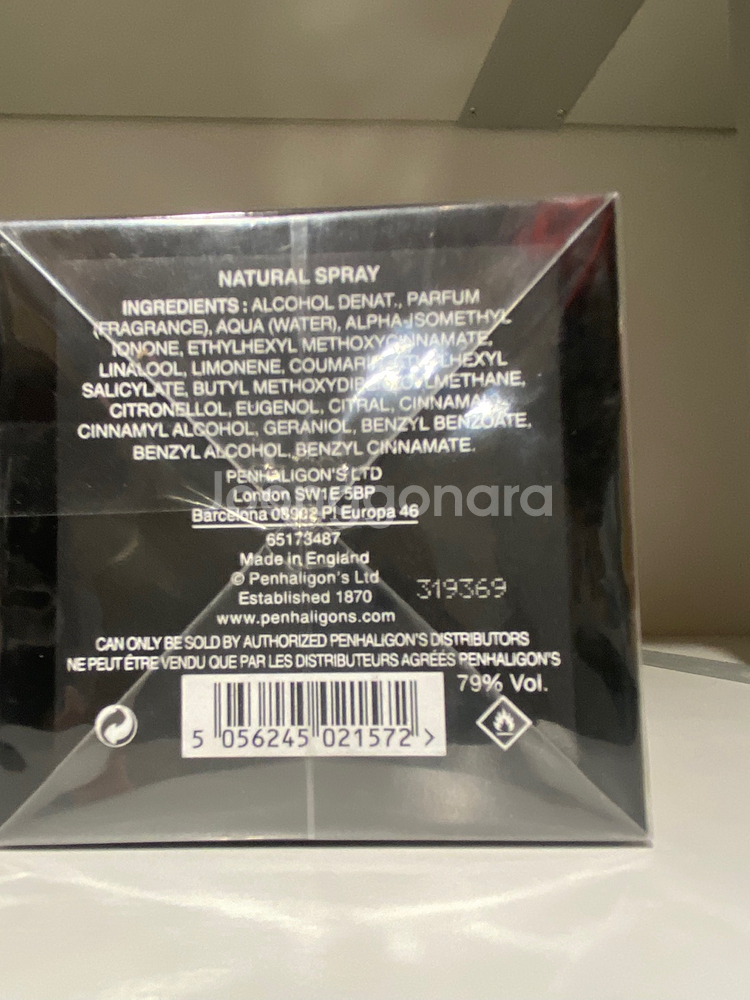 NATURAL SPRAY
INGREDIENTS : ALCOHOL DENAT., PARFUM
(FRAGRANCE), AQUA (WATER), ALPHA-ISOMETHYL
IONONE, ETHYLHEXYL METHOXYCINNAMATE,
LINALOOL, LIMONENE,
SALICYLATE, BUTYL
CITRONELLOL, EUGENOL, CITRAL,
CINNAMYL ALCOHOL, GERANIOL, BENZYL BENZOATE,
BENZYL ALCOHOL, BENZYL CINNAMATE.
PENHALIGON'S LTD
London SW1E 5BP
Barcelona 08902 Pl Europa 46
65173487
Made in England
© Penhaligon's Ltd
319369
Established 1870
www.penhaligons.com
CAN ONLY BE SOLD BY AUTHORIZED PENHALIGON'S DISTRIBUTORS
NE PEUT ÊTRE VENDU QUE PAR LES DISTRIBUTEURS AGRÉÉS PENHALIGON'S
79% Vol.
5 056245 021572 >